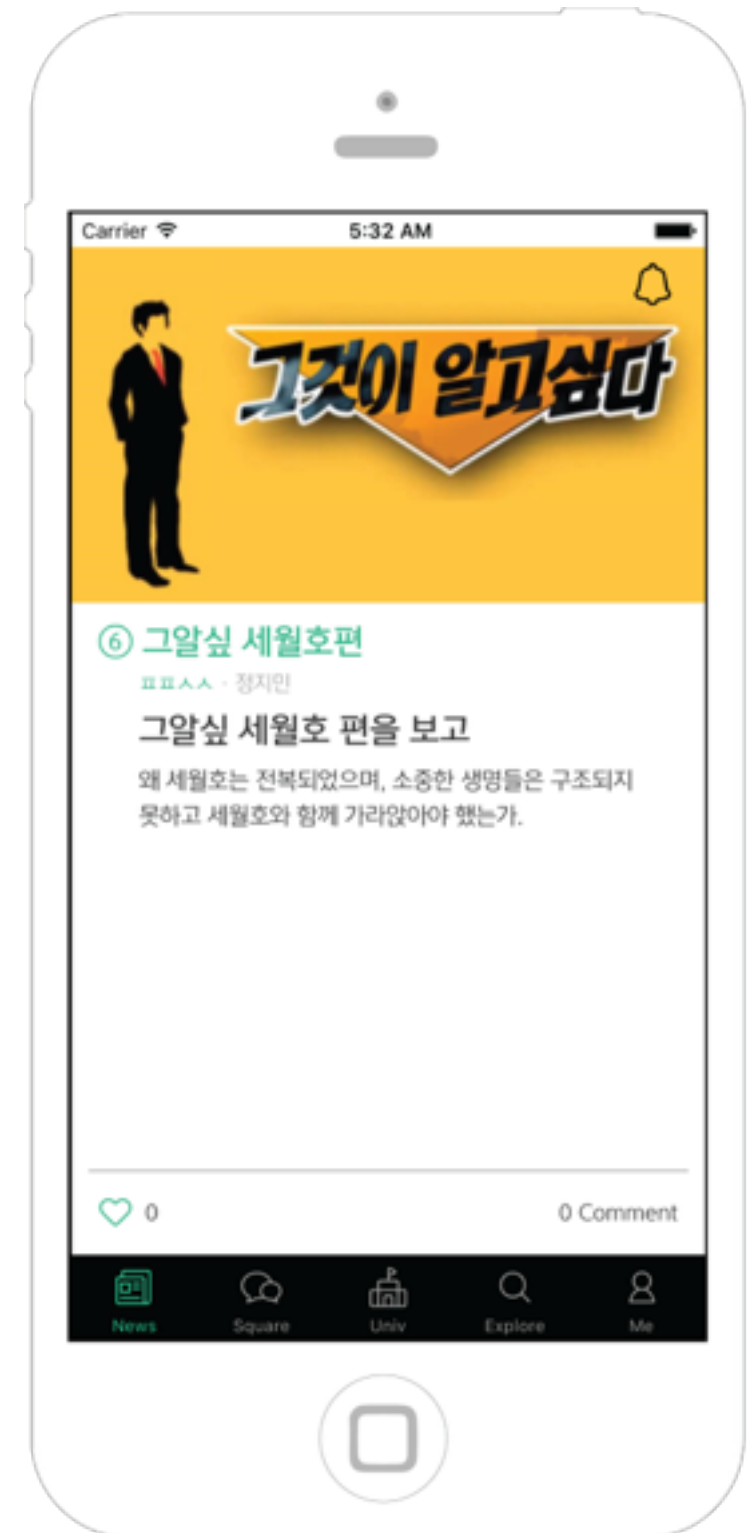 Carrier 5:32 AM
그것이 알고싶다
⑥ 그알싶 세월호편
ㅍㅍㅅㅅ · 정지민
그알싶 세월호 편을 보고
왜 세월호는 전복되었으며, 소중한 생명들은 구조되지
못하고 세월호와 함께 가라앉아야 했는가.
0 0 Comment
News Square Univ Explore Me